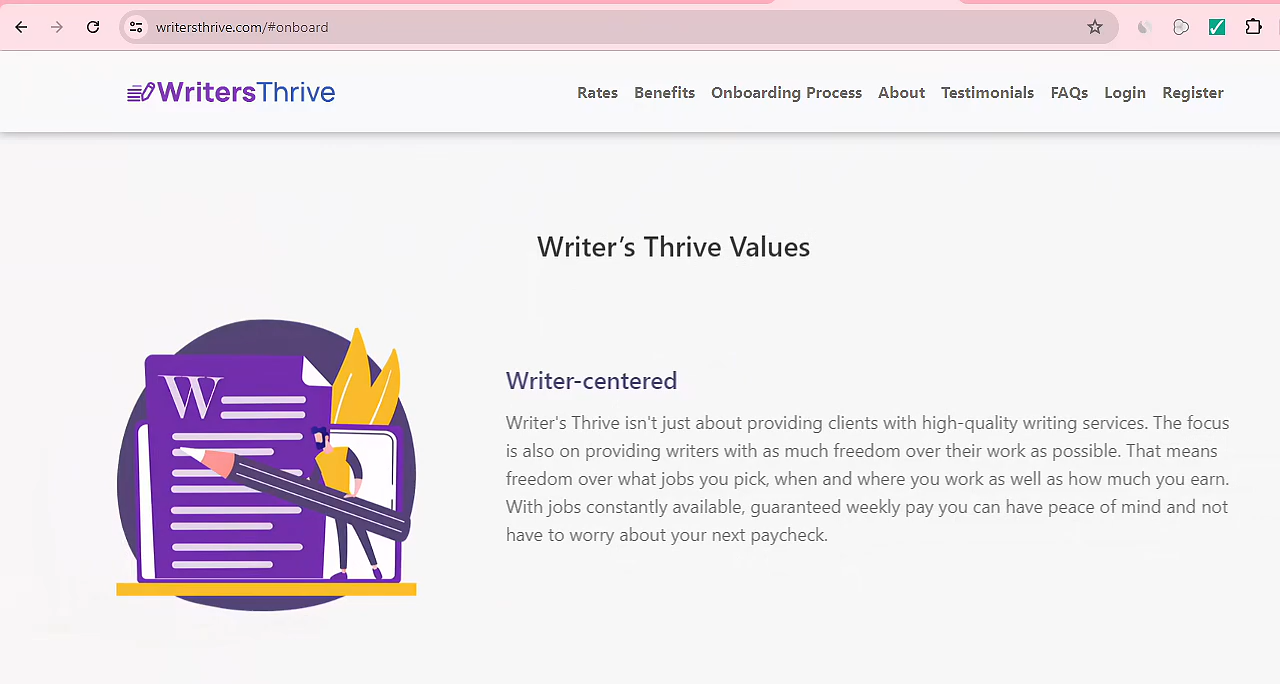 writersthrive.com/#onboard
WritersThrive
Rates Benefits Onboarding Process About Testimonials FAQs Login Register
Writer’s Thrive Values
W
Writer-centered
Writer's Thrive isn't just about providing clients with high-quality writing services. The focus
is also on providing writers with as much freedom over their work as possible. That means
freedom over what jobs you pick, when and where you work as well as how much you earn.
With jobs constantly available, guaranteed weekly pay you can have peace of mind and not
have to worry about your next paycheck.